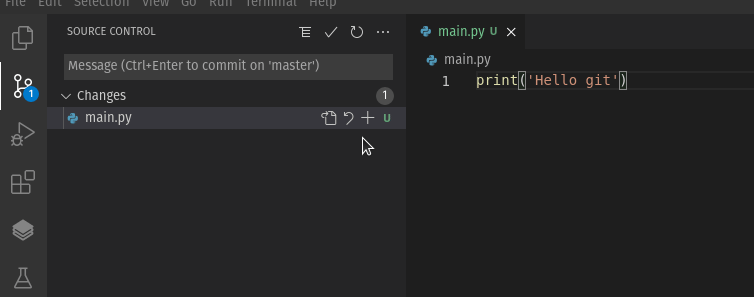 File Edit Selection View Go Run Terminal Help
SOURCE CONTROL
Message (Ctrl+Enter to commit on 'master')
Changes 1
main.py U
1
main.py U
main.py
1 print('Hello git')